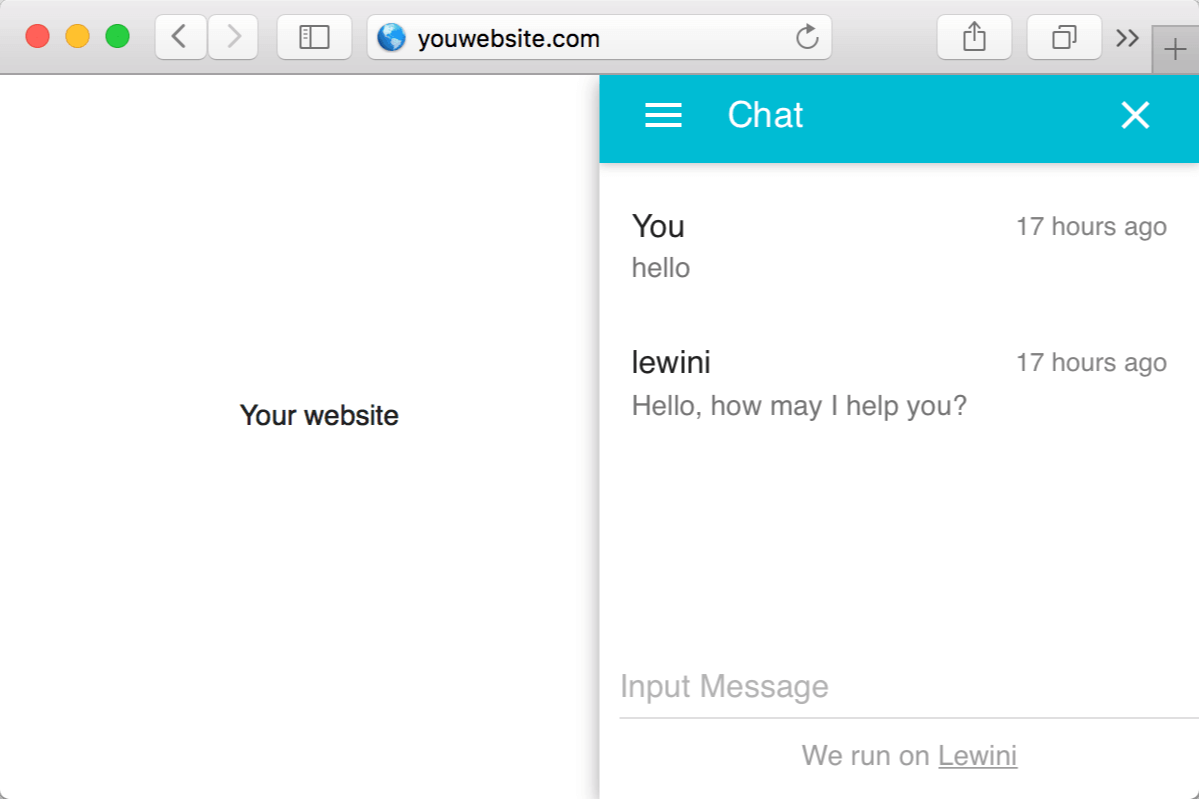 youwebsite.com
Your website
Chat
You 17 hours ago
hello
lewini 17 hours ago
Hello, how may I help you?
Input Message
We run on Lewini